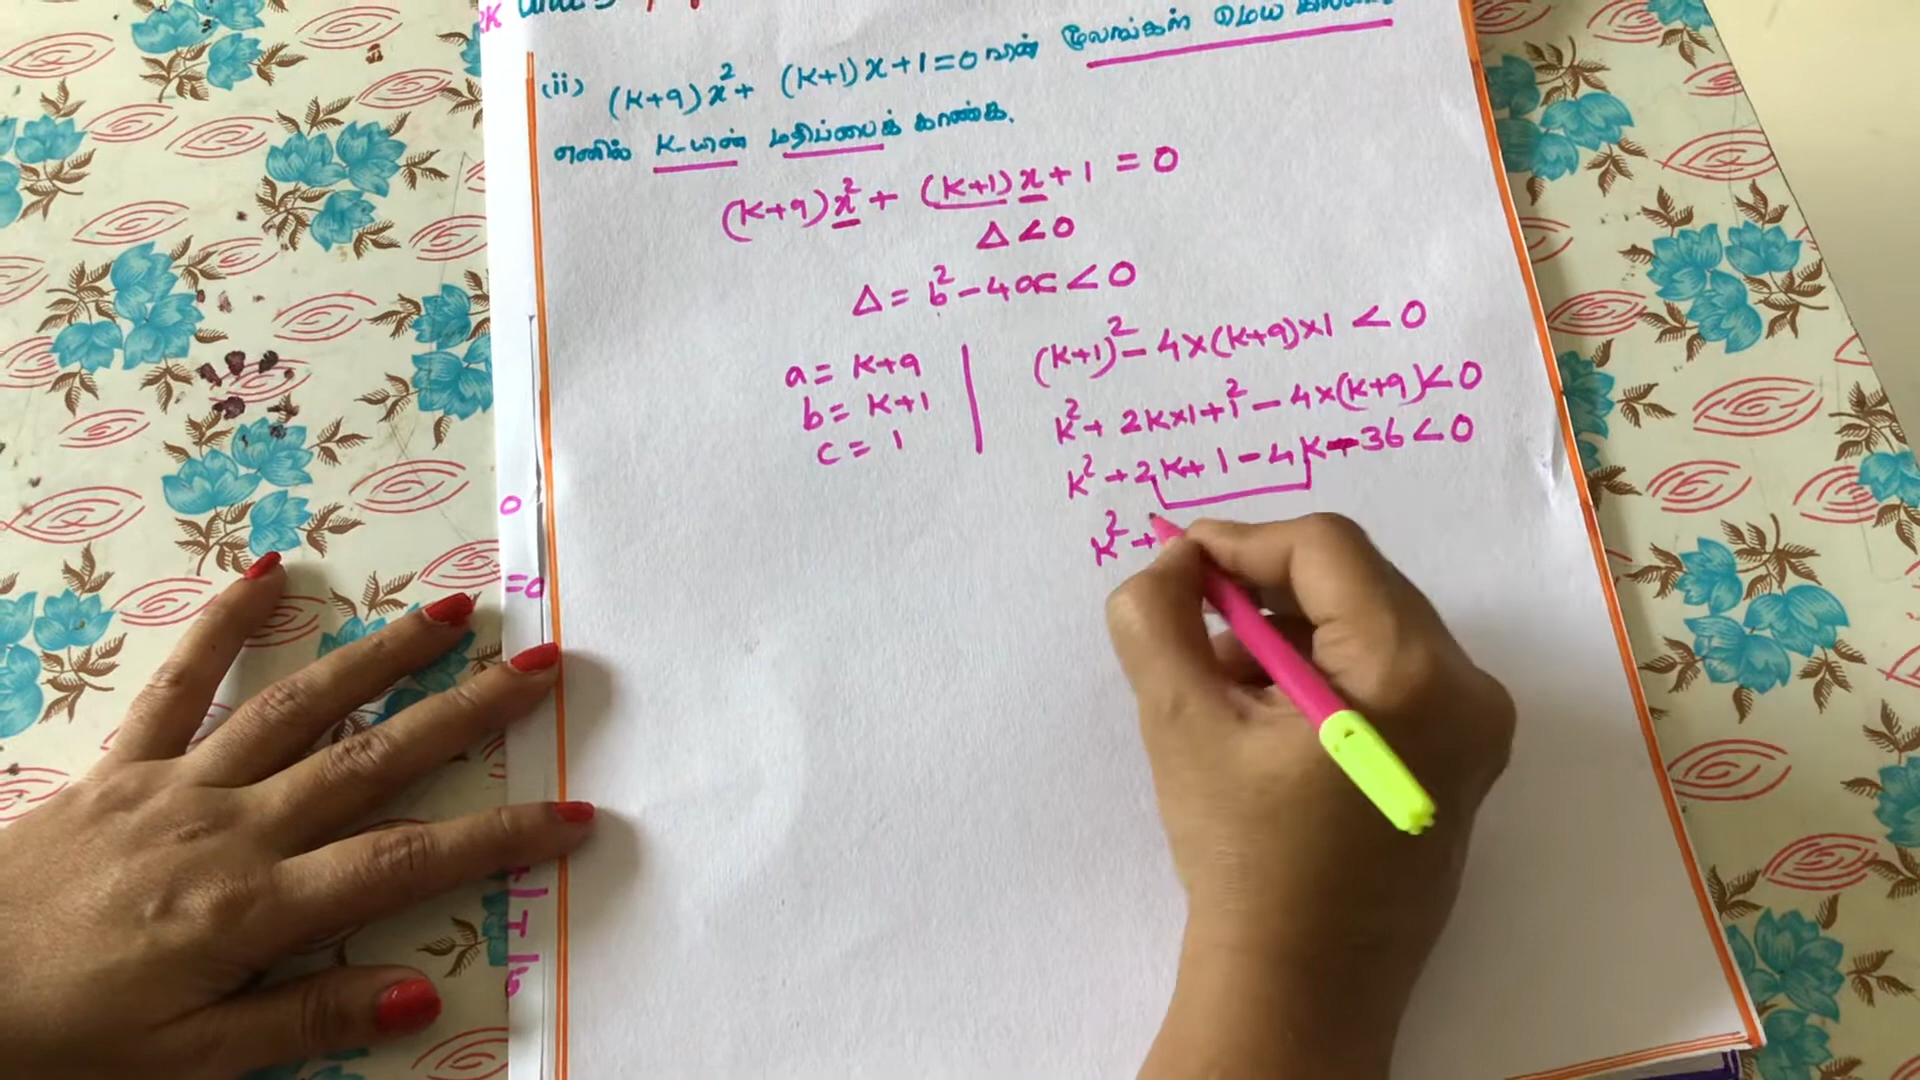 (ii) (K+9)x²+ (K+1)x+1=0 வின் மூலங்கள் மெய்
எனில் K-யின் மதிப்பைக் காண்க.
(K+9)x² + (K+1)x+1 = 0
Δ<0
Δ = b²-4ac<0
a = K+9
b = K+1
c = 1
(K+1)² - 4×(K+9)×1 < 0
K²+ 2K×1+1² - 4×(K+9)<0
K² +2K+1-4K-36<0
K² +
0
=0